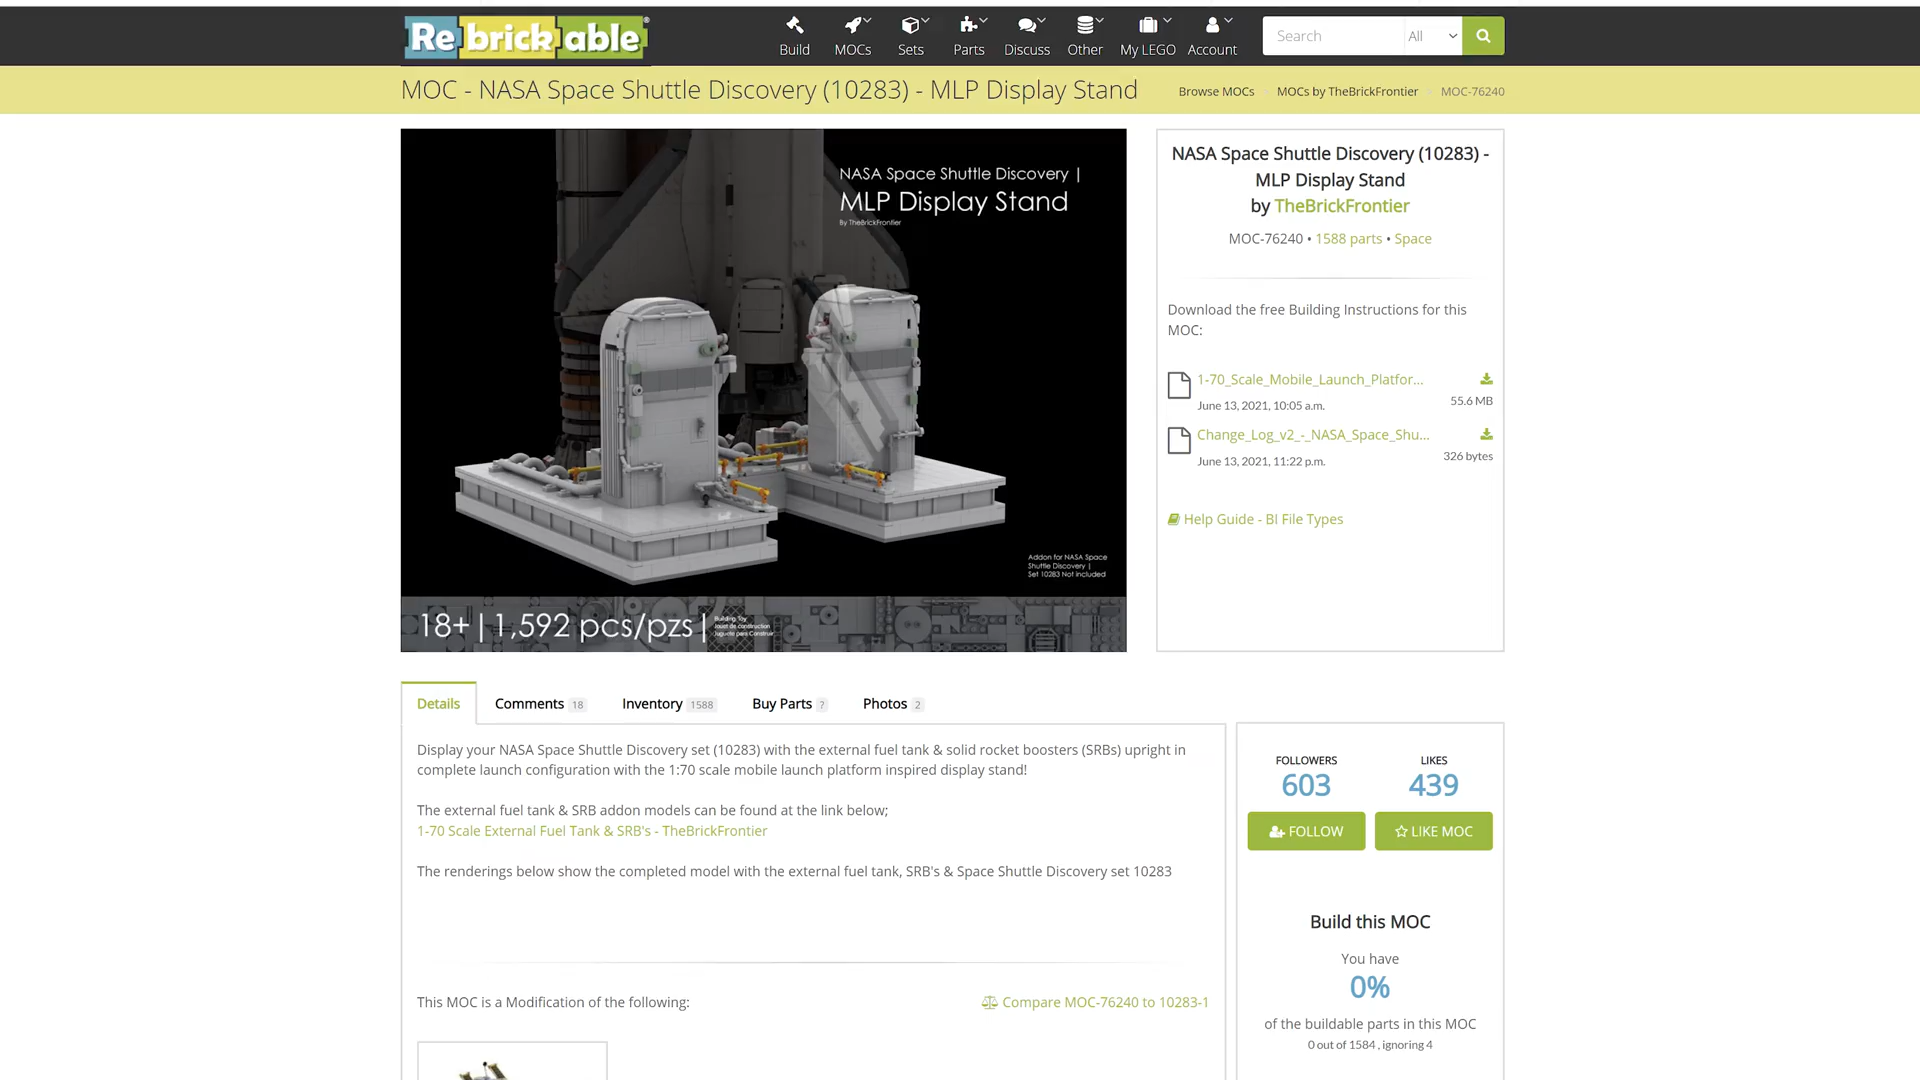 Rebrickable®
Build
MOCs
Sets
Parts
Discuss
Other
My LEGO
Account
Search
All
MOC - NASA Space Shuttle Discovery (10283) - MLP Display Stand
Browse MOCs
MOCs by TheBrickFrontier
MOC-76240
NASA Space Shuttle Discovery |
MLP Display Stand
By TheBrickFrontier
Addon for NASA Space
Shuttle Discovery |
Set 10283 Not included
18+ | 1,592 pcs/pzs |
Building Toy
Jouet de construction
Juguete para Construir
NASA Space Shuttle Discovery (10283) -
MLP Display Stand
by TheBrickFrontier
MOC-76240 • 1588 parts • Space
Download the free Building Instructions for this
MOC:
1-70_Scale_Mobile_Launch_Platfor...
June 13, 2021, 10:05 a.m.
55.6 MB
Change_Log_v2_-_NASA_Space_Shu...
June 13, 2021, 11:22 p.m.
326 bytes
Help Guide - BI File Types
Details
Comments 18
Inventory 1588
Buy Parts ?
Photos 2
Display your NASA Space Shuttle Discovery set (10283) with the external fuel tank & solid rocket boosters (SRBs) upright in
complete launch configuration with the 1:70 scale mobile launch platform inspired display stand!
The external fuel tank & SRB addon models can be found at the link below;
1-70 Scale External Fuel Tank & SRB's - TheBrickFrontier
The renderings below show the completed model with the external fuel tank, SRB's & Space Shuttle Discovery set 10283
This MOC is a Modification of the following:
Compare MOC-76240 to 10283-1
FOLLOWERS
603
LIKES
439
FOLLOW
LIKE MOC
Build this MOC
You have
0%
of the buildable parts in this MOC
0 out of 1584 , ignoring 4